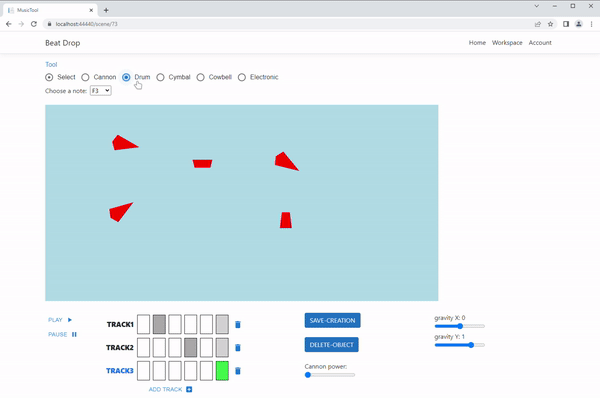 MusicTool
localhost:44440/scene/73
Beat Drop
Home Workspace Account
Tool
Select Cannon Drum Cymbal Cowbell Electronic
Choose a note: F3
PLAY
PAUSE
TRACK1
TRACK2
TRACK3
ADD TRACK
SAVE-CREATION
DELETE-OBJECT
Cannon power:
gravity X: 0
gravity Y: 1